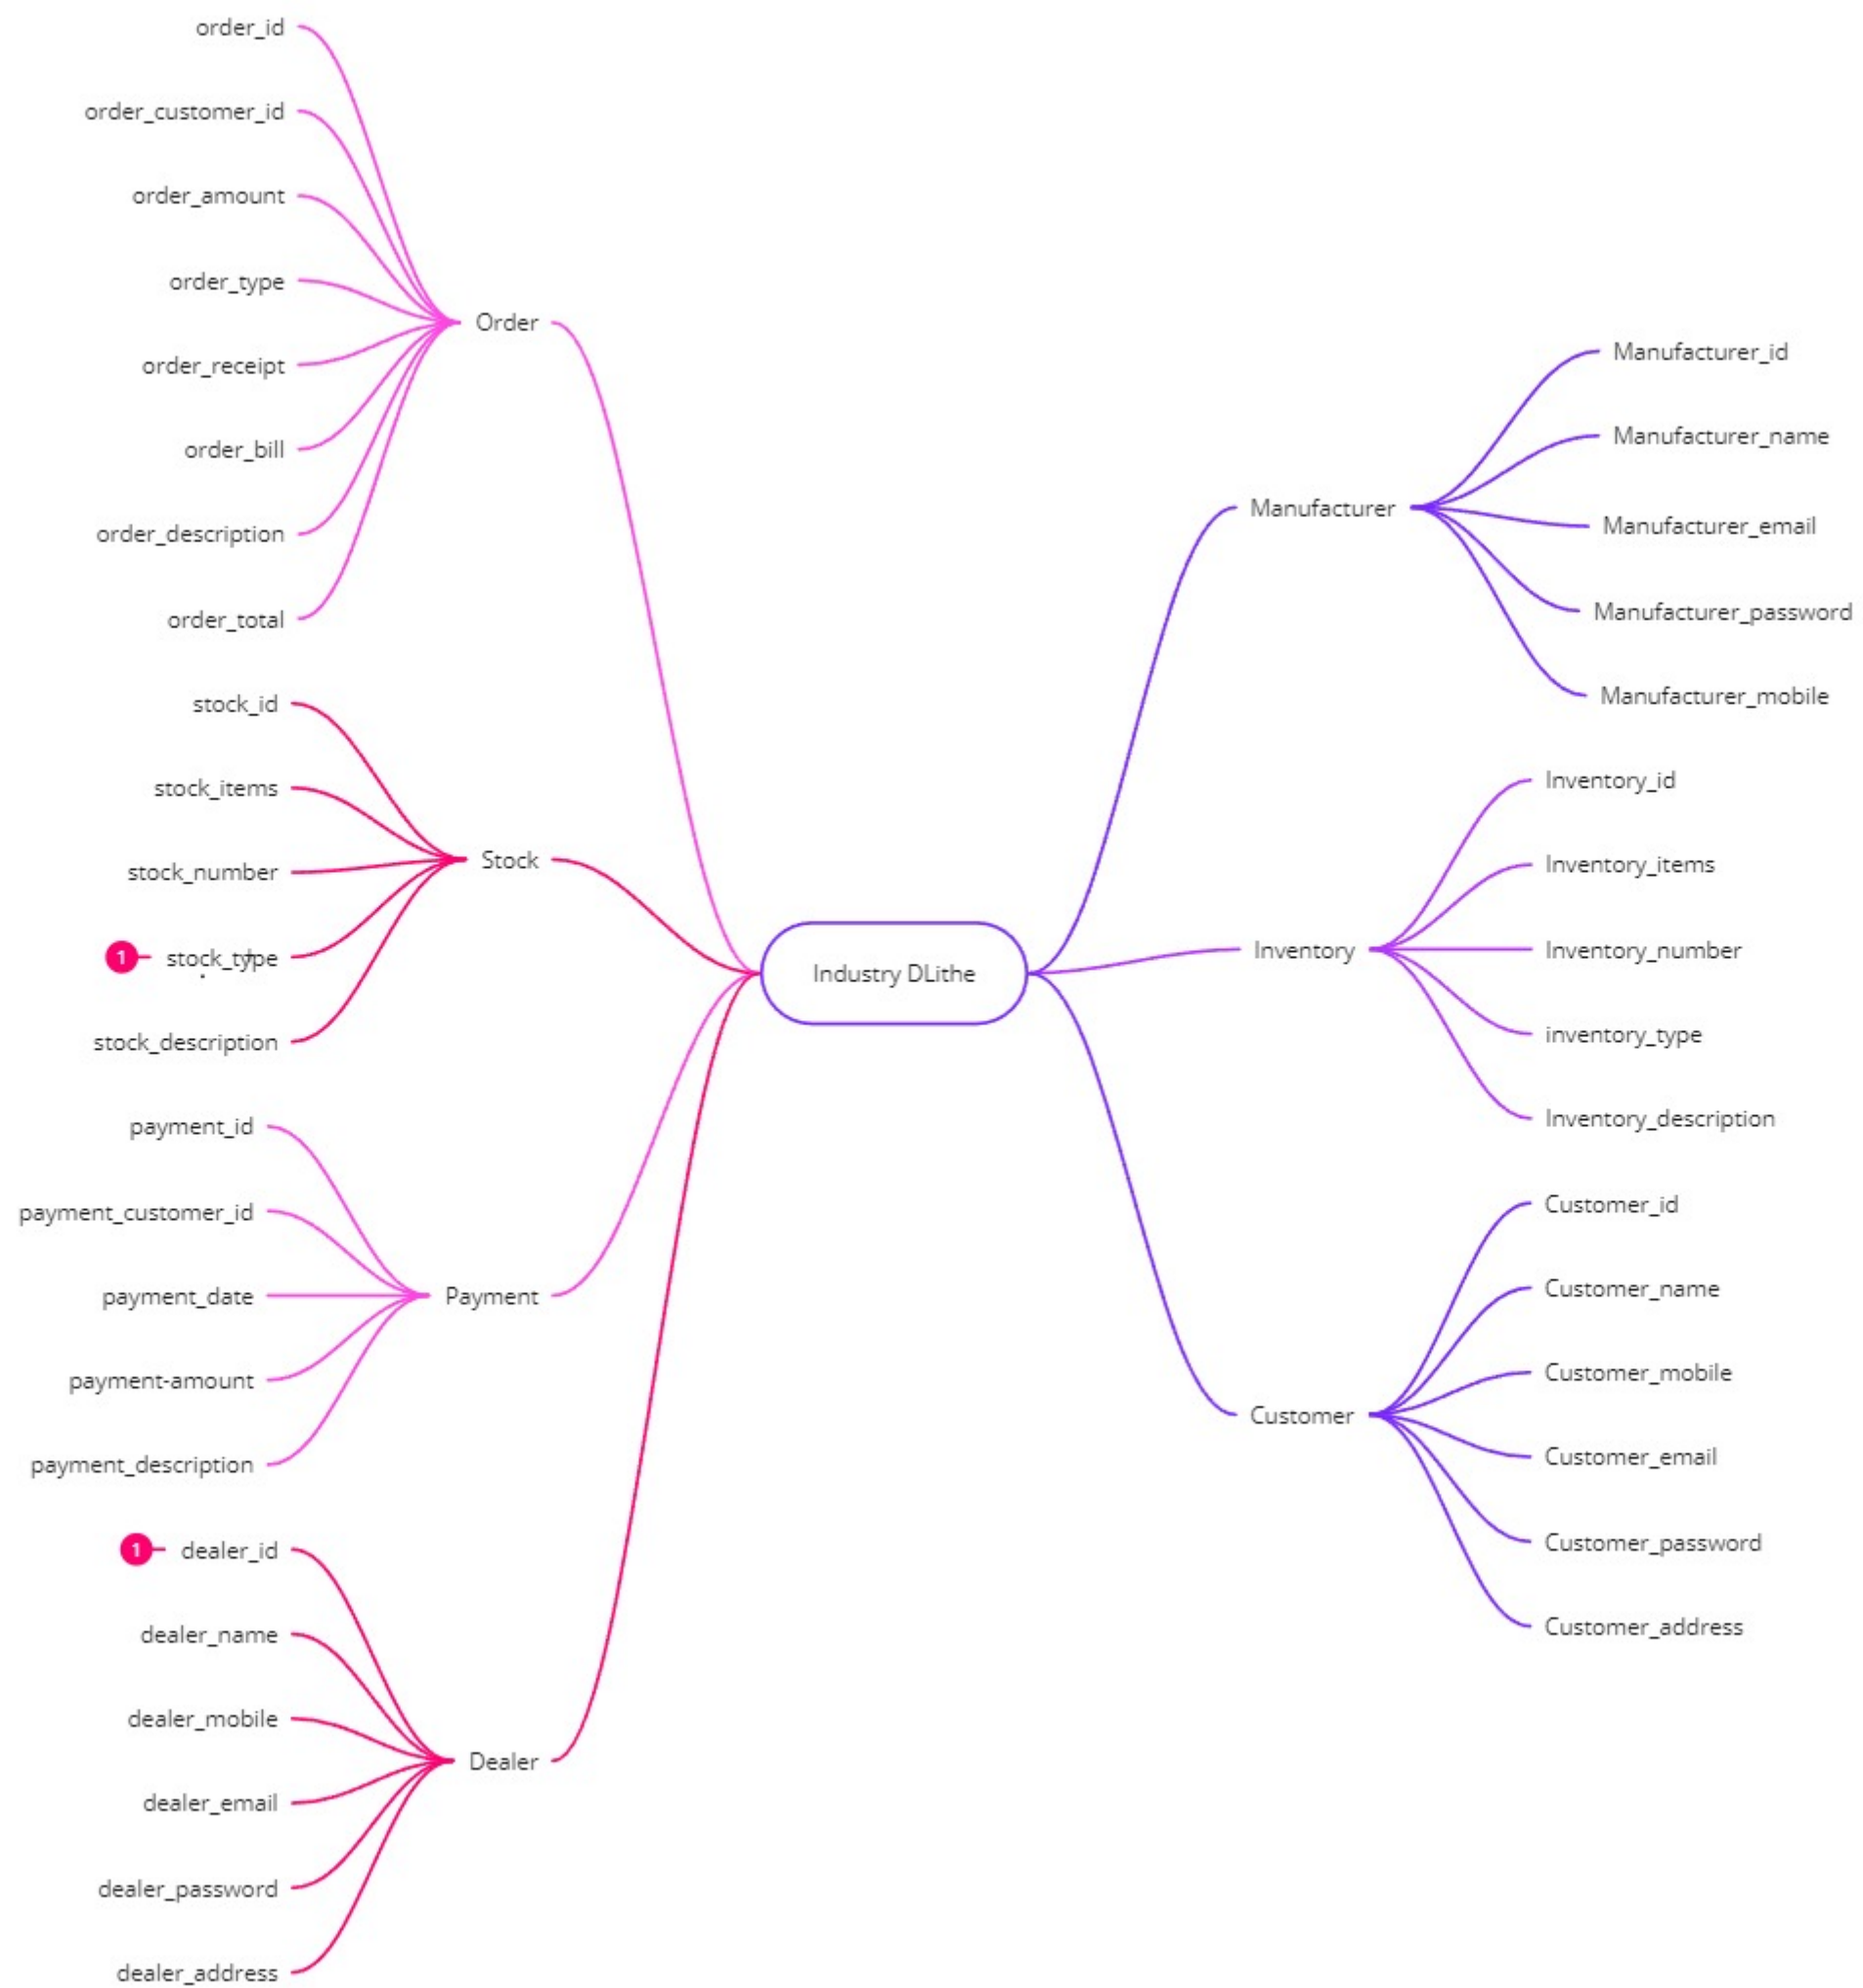 order_id
order_customer_id
order_amount
order_type
order_receipt
order_bill
order_description
order_total
Order
stock_id
stock_items
stock_number
1
stock_type
stock_description
Stock
payment_id
payment_customer_id
payment_date
payment-amount
payment_description
Payment
1
dealer_id
dealer_name
dealer_mobile
dealer_email
dealer_password
dealer_address
Dealer
Industry DLithe
Manufacturer
Manufacturer_id
Manufacturer_name
Manufacturer_email
Manufacturer_password
Manufacturer_mobile
Inventory
Inventory_id
Inventory_items
Inventory_number
inventory_type
Inventory_description
Customer
Customer_id
Customer_name
Customer_mobile
Customer_email
Customer_password
Customer_address